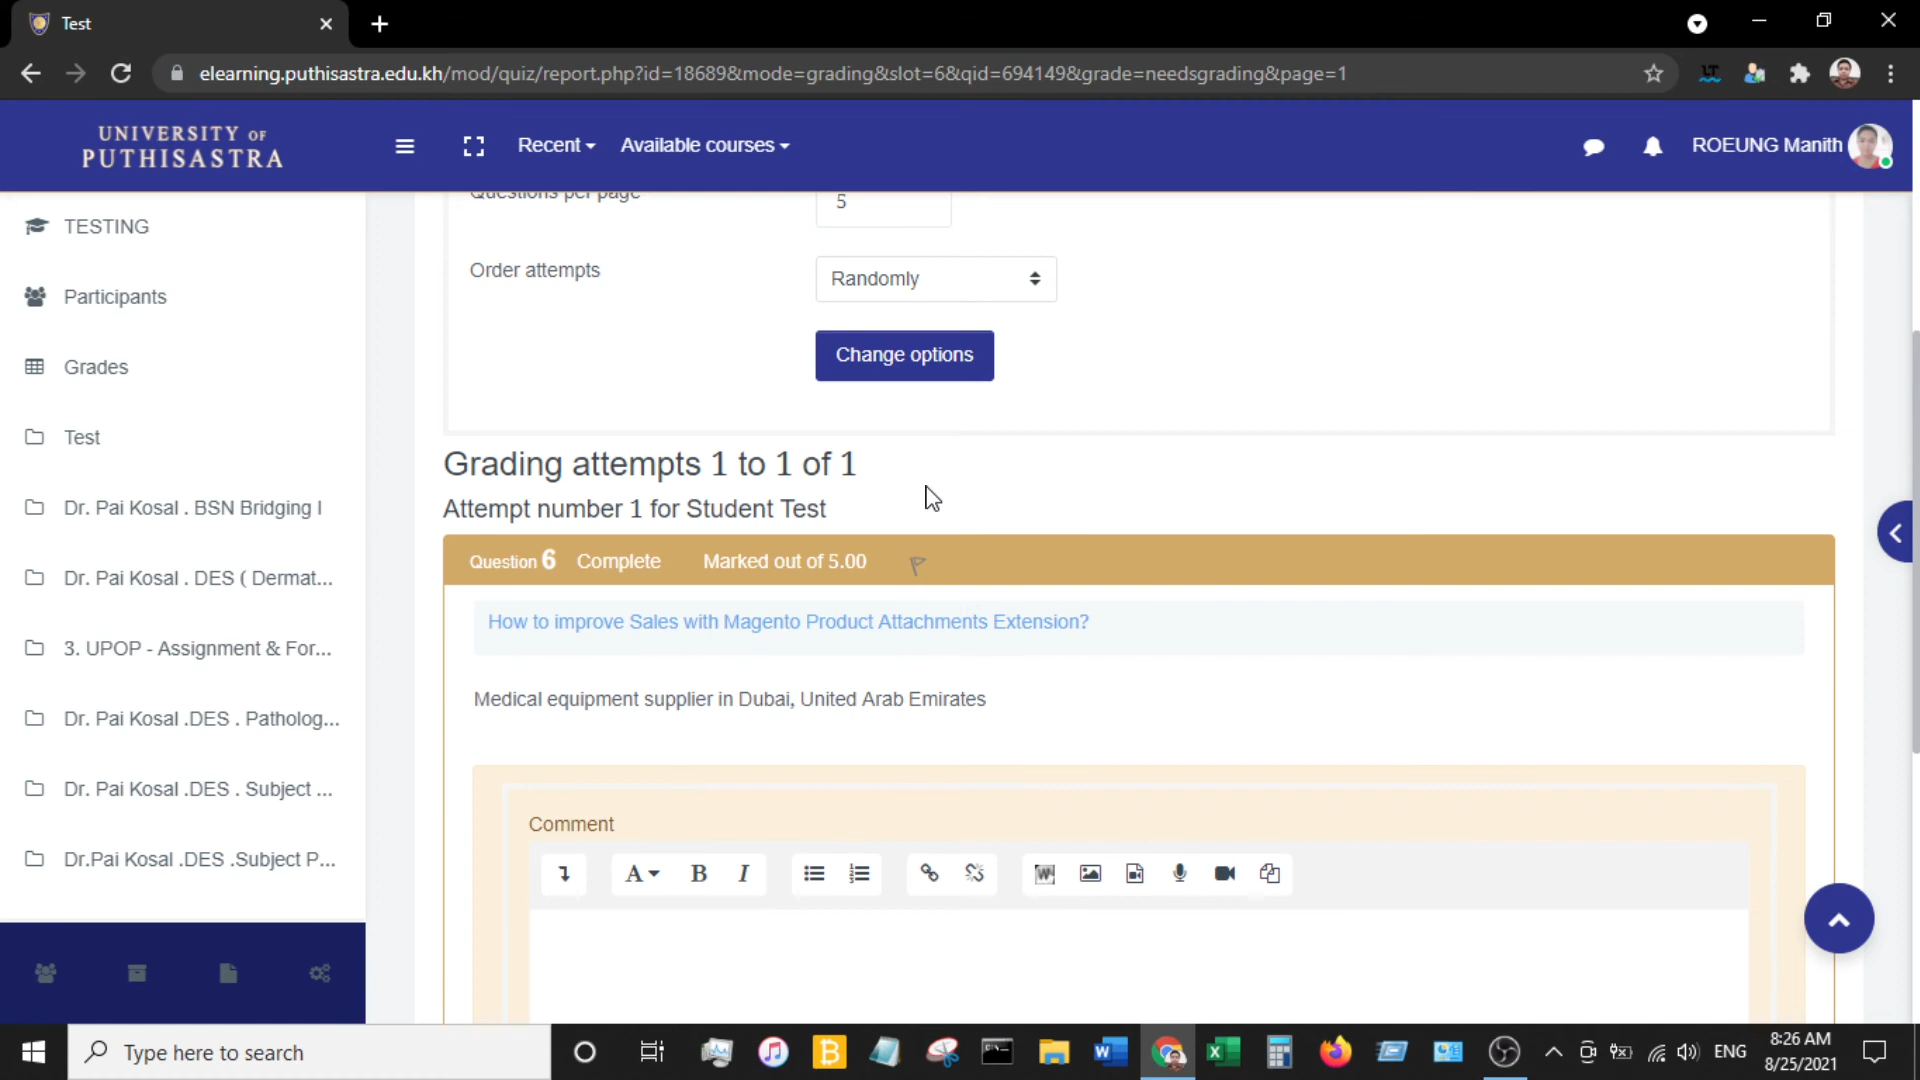 Test
elearning.puthisastra.edu.kh/mod/quiz/report.php?id=18689&mode=grading&slot=6&qid=694149&grade=needsgrading&page=1
UNIVERSITY OF
PUTHISASTRA
Recent
Available courses
ROEUNG Manith
TESTING
Participants
Grades
Test
Dr. Pai Kosal . BSN Bridging I
Dr. Pai Kosal . DES ( Dermat...
3. UPOP - Assignment & For...
Dr. Pai Kosal .DES . Patholog...
Dr. Pai Kosal .DES . Subject ...
Dr.Pai Kosal .DES .Subject P...
Questions per page
5
Order attempts
Randomly
Change options
Grading attempts 1 to 1 of 1
Attempt number 1 for Student Test
Question 6 Complete Marked out of 5.00
How to improve Sales with Magento Product Attachments Extension?
Medical equipment supplier in Dubai, United Arab Emirates
Comment
A B I
Type here to search
ENG
8:26 AM
8/25/2021